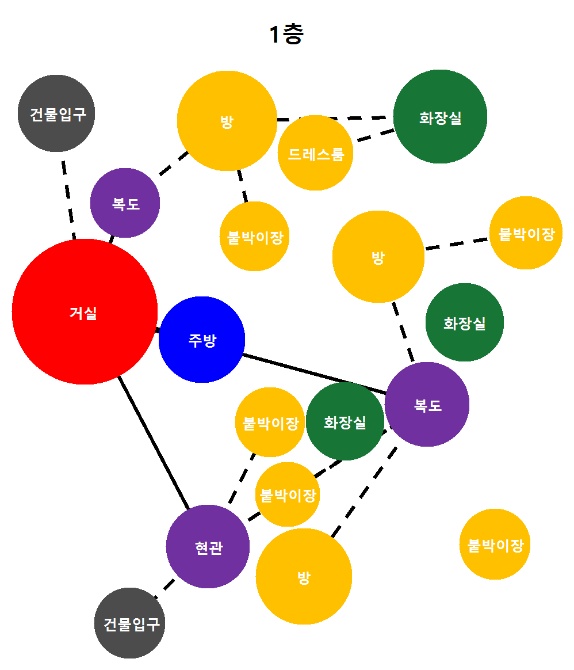 1층
건물입구
방
화장실
드레스룸
복도
붙박이장
방
붙박이장
거실
주방
화장실
복도
붙박이장
화장실
붙박이장
현관
방
붙박이장
건물입구